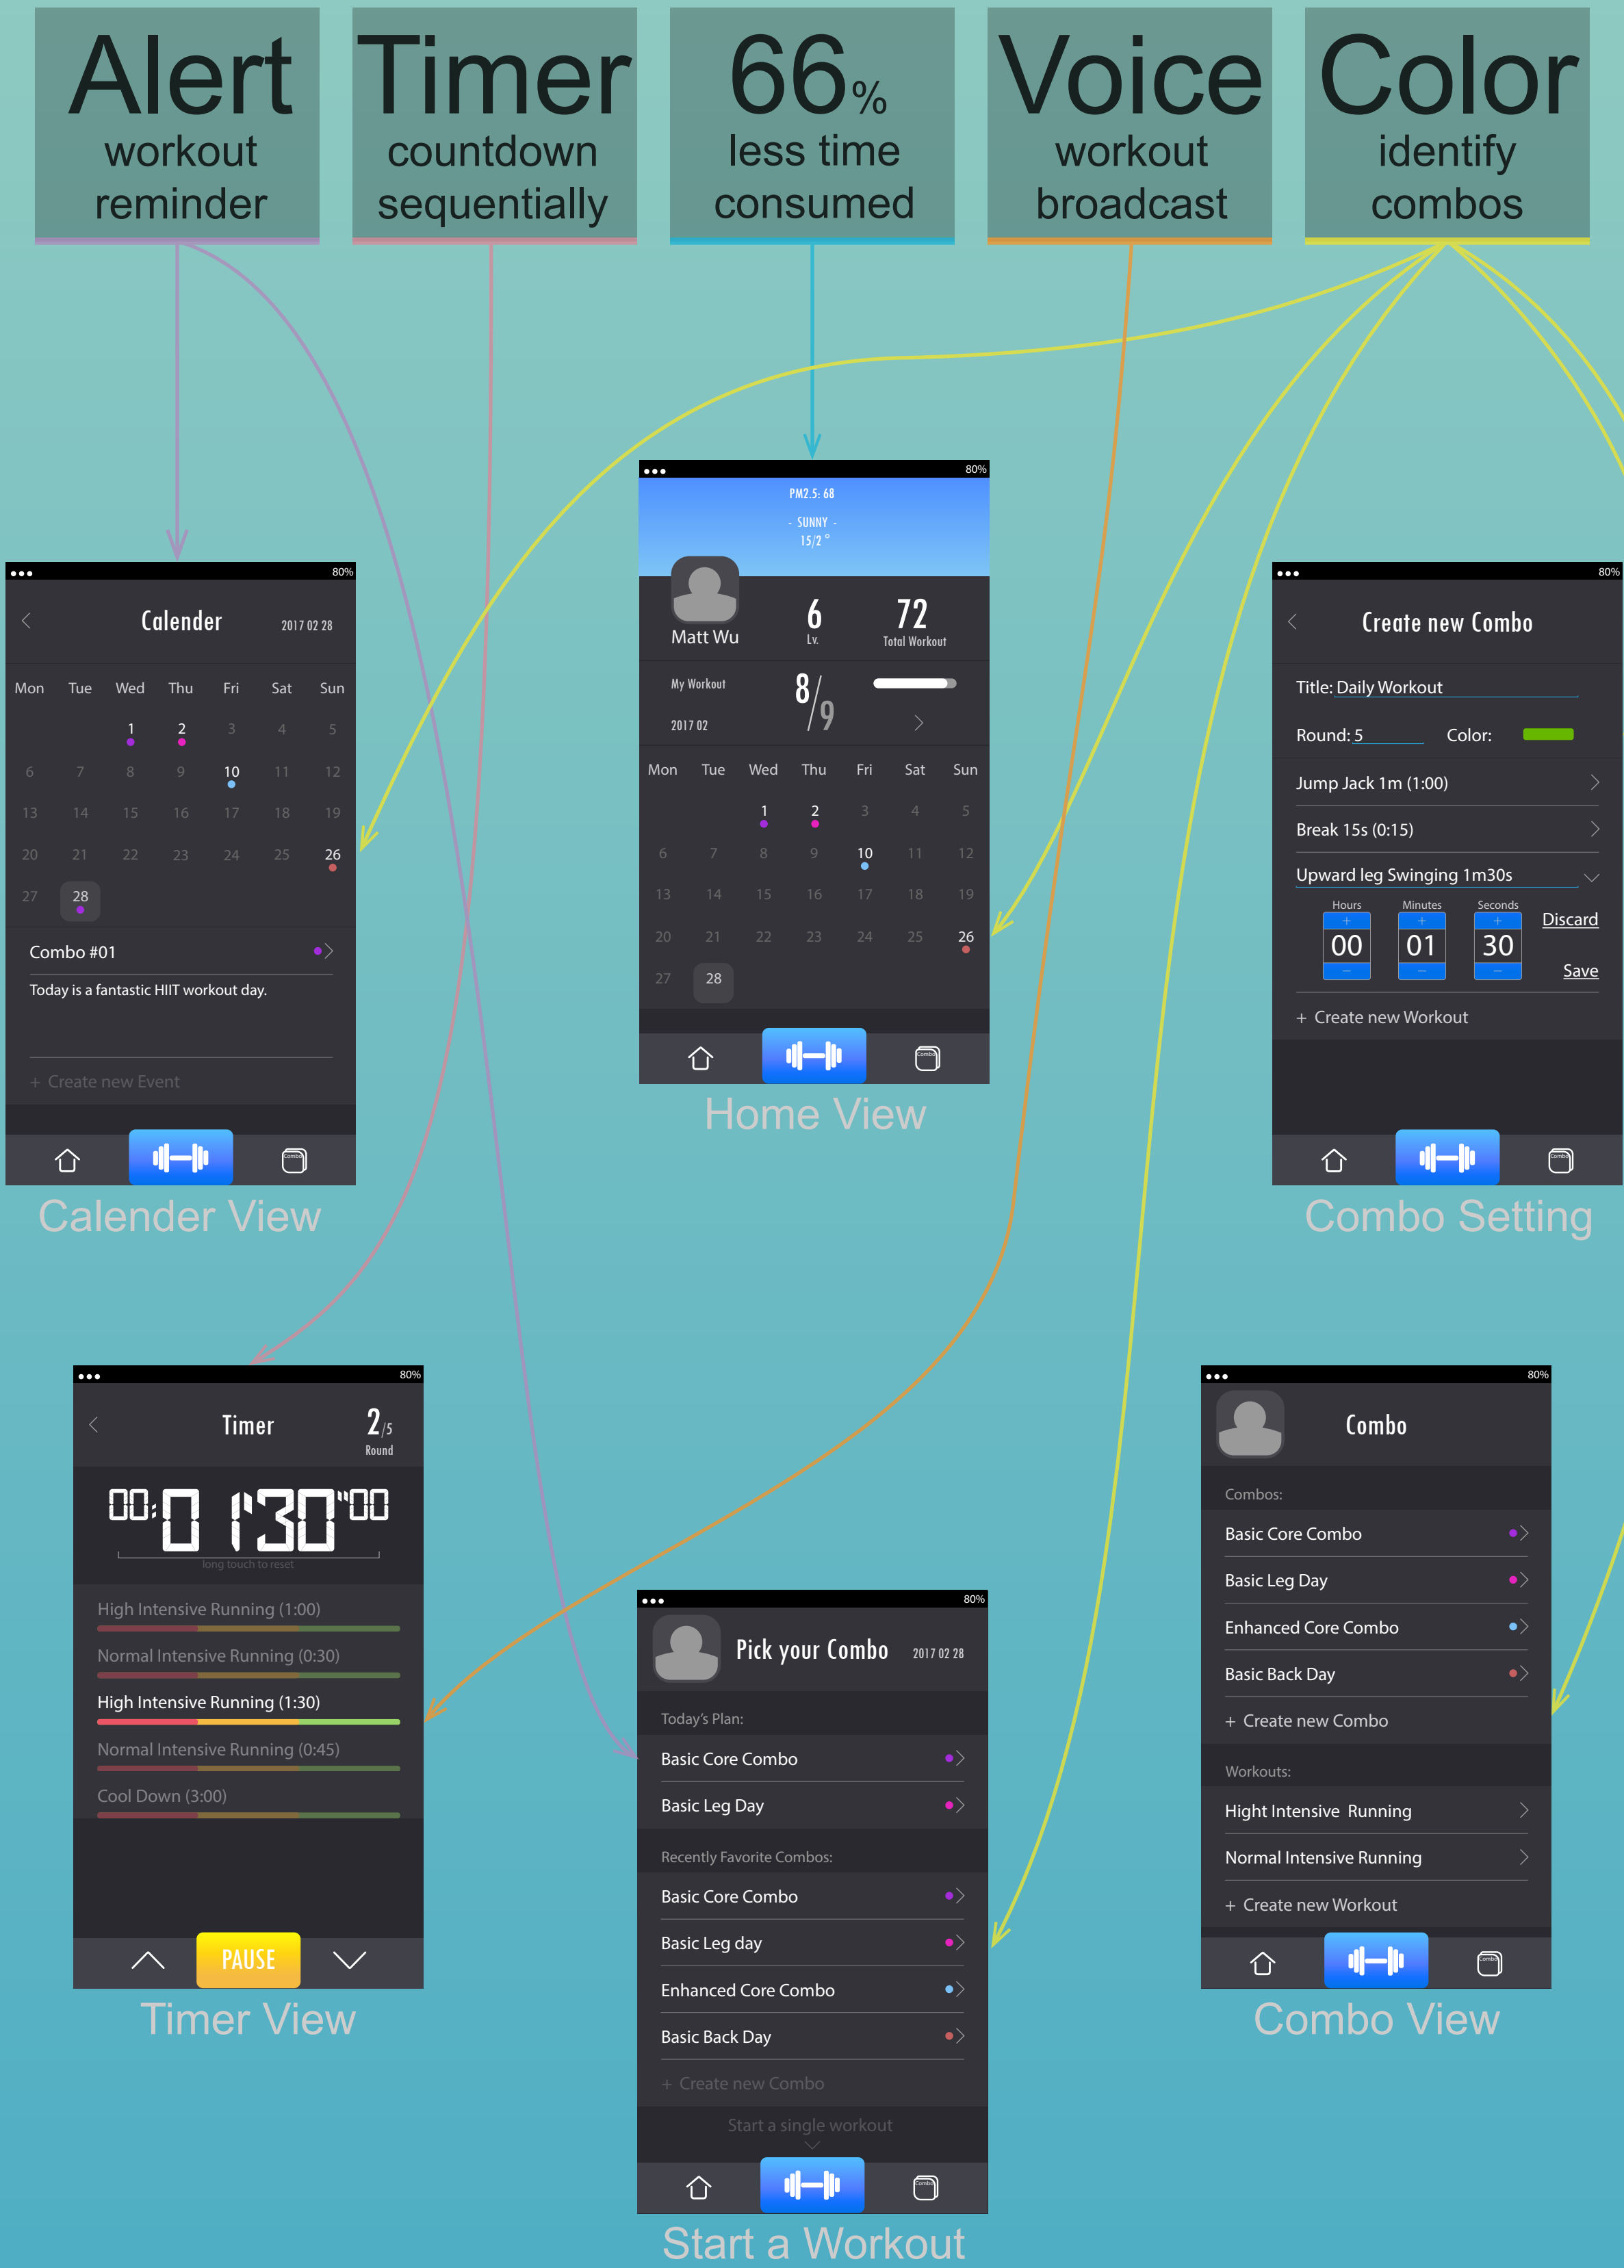 Alert
workout
reminder
Timer
countdown
sequentially
66%
less time
consumed
Voice
workout
broadcast
Color
identify
combos
80%
Calender
2017 02 28
Mon Tue Wed Thu Fri Sat Sun
1 2 3 4 5
6 7 8 9 10 11 12
13 14 15 16 17 18 19
20 21 22 23 24 25 26
27 28
Combo #01
Today is a fantastic HIIT workout day.
+ Create new Event
Combo
Calender View
80%
PM2.5: 68
- SUNNY -
15/2 °
Matt Wu
6
Lv.
72
Total Workout
My Workout
2017 02
8/9
Mon Tue Wed Thu Fri Sat Sun
1 2 3 4 5
6 7 8 9 10 11 12
13 14 15 16 17 18 19
20 21 22 23 24 25 26
27 28
Combo
Home View
80%
Create new Combo
Title: Daily Workout
Round: 5 Color:
Jump Jack 1m (1:00)
Break 15s (0:15)
Upward leg Swinging 1m30s
Hours Minutes Seconds
+ + +
00 01 30
− − −
Discard
Save
+ Create new Workout
Combo
Combo Setting
80%
Timer
2/5
Round
00:01'30"00
long touch to reset
High Intensive Running (1:00)
Normal Intensive Running (0:30)
High Intensive Running (1:30)
Normal Intensive Running (0:45)
Cool Down (3:00)
PAUSE
Timer View
80%
Pick your Combo 2017 02 28
Today's Plan:
Basic Core Combo
Basic Leg Day
Recently Favorite Combos:
Basic Core Combo
Basic Leg day
Enhanced Core Combo
Basic Back Day
+ Create new Combo
Start a single workout
Combo
Start a Workout
80%
Combo
Combos:
Basic Core Combo
Basic Leg Day
Enhanced Core Combo
Basic Back Day
+ Create new Combo
Workouts:
Hight Intensive Running
Normal Intensive Running
+ Create new Workout
Combo
Combo View